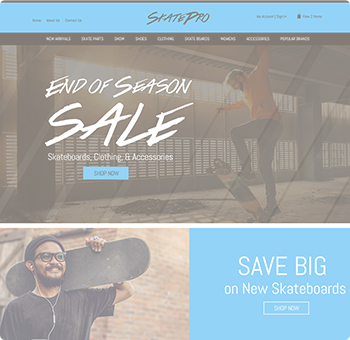 Home About Us Contact Us
SKATEPRO
My Account | Sign in
View | 0 items
NEW ARRIVALS SKATE PARTS SNOW SHOES CLOTHING SKATE BOARDS WOMENS ACCESSORIES POPULAR BRANDS
END OF SEASON
SALE
Skateboards, Clothing, & Accessories
SHOP NOW
SAVE BIG
on New Skateboards
SHOP NOW